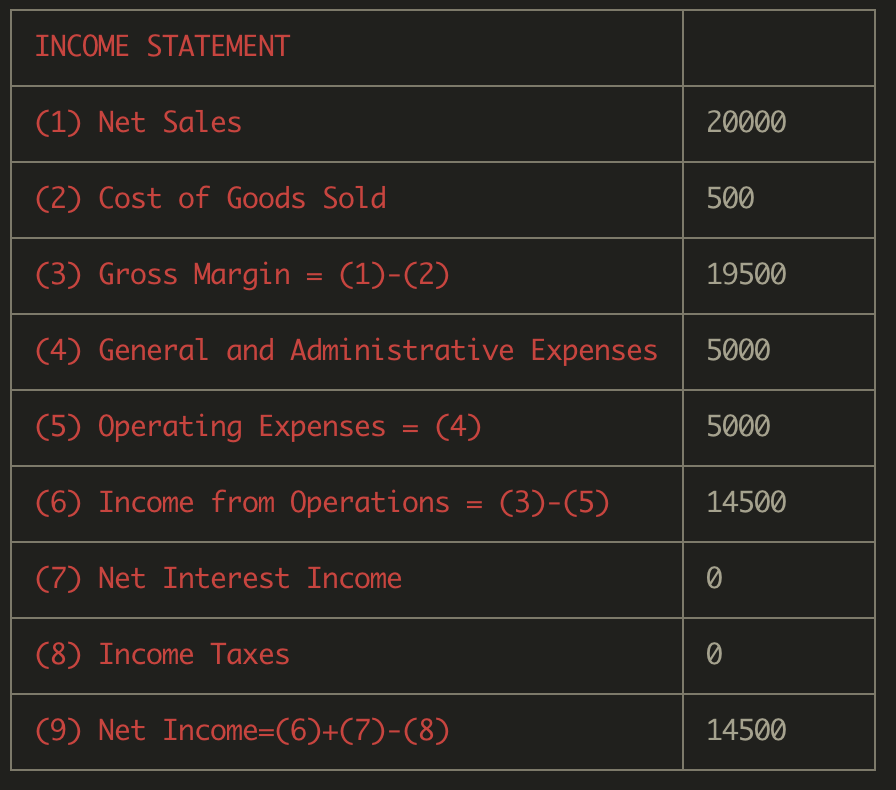 INCOME STATEMENT
(1) Net Sales 20000
(2) Cost of Goods Sold 500
(3) Gross Margin = (1)-(2) 19500
(4) General and Administrative Expenses 5000
(5) Operating Expenses = (4) 5000
(6) Income from Operations = (3)-(5) 14500
(7) Net Interest Income 0
(8) Income Taxes 0
(9) Net Income=(6)+(7)-(8) 14500